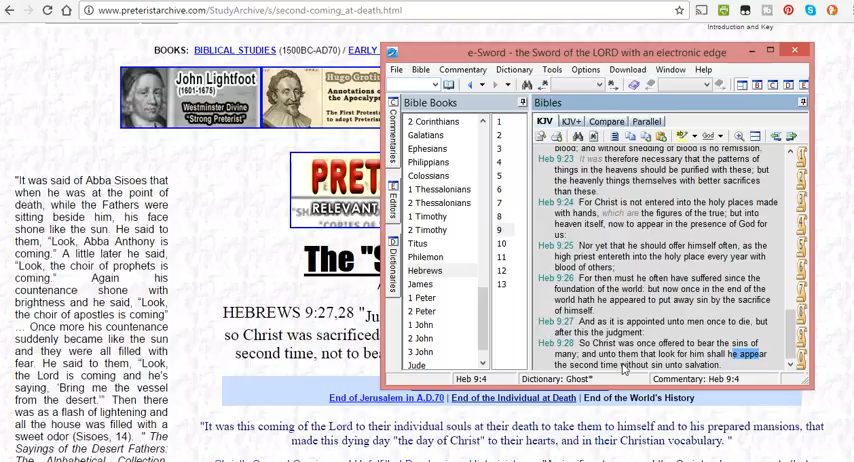 www.preteristarchive.com/StudyArchive/s/second-coming_at_death.html
Introduction and Key
BOOKS: BIBLICAL STUDIES (1500BC-AD70) / EARLY
John Lightfoot
(1601-1675)
Westminster Divine
"Strong Preterist"
Hugo Groti
Annotations o
the Apocalyp
The First Protesta
to adopt Preteris
PRET
RELEVANT
The "S
HEBREWS 9:27,28 "Ju
so Christ was sacrificed
second time, not to bea
"It was said of Abba Sisoes that
when he was at the point of
death, while the Fathers were
sitting beside him, his face
shone like the sun. He said to
them, “Look, Abba Anthony is
coming.” A little later he said,
“Look, the choir of prophets is
coming.” Again his
countenance shone with
brightness and he said, “Look,
the choir of apostles is coming”
… Once more his countenance
suddenly became like the sun
and they were all filled with
fear. He said to them, “Look,
the Lord is coming and he’s
saying, ‘Bring me the vessel
from the desert.’” Then there
was as a flash of lightening and
all the house was filled with a
sweet odor (Sisoes, 14). " The
Sayings of the Desert Fathers:
The Alphabetical Collection,
e-Sword - the Sword of the LORD with an electronic edge
File Bible Commentary Dictionary Tools Options Download Window Help
Bible Books
Bibles
Commentaries
Editors
Dictionaries
2 Corinthians
Galatians
Ephesians
Philippians
Colossians
1 Thessalonians
2 Thessalonians
1 Timothy
2 Timothy
Titus
Philemon
Hebrews
James
1 Peter
2 Peter
1 John
2 John
3 John
Jude
1
2
3
4
5
6
7
8
9
10
11
12
13
KJV KJV+ Compare Parallel
blood; and without shedding of blood is no remission.
Heb 9:23 It was therefore necessary that the patterns of
things in the heavens should be purified with these; but
the heavenly things themselves with better sacrifices
than these.
Heb 9:24 For Christ is not entered into the holy places made
with hands, which are the figures of the true; but into
heaven itself, now to appear in the presence of God for
us:
Heb 9:25 Nor yet that he should offer himself often, as the
high priest entereth into the holy place every year with
blood of others;
Heb 9:26 For then must he often have suffered since the
foundation of the world: but now once in the end of the
world hath he appeared to put away sin by the sacrifice
of himself.
Heb 9:27 And as it is appointed unto men once to die, but
after this the judgment:
Heb 9:28 So Christ was once offered to bear the sins of
many; and unto them that look for him shall he appear
the second time without sin unto salvation.
Heb 9:4 Dictionary: Ghost* Commentary: Heb 9:4
End of Jerusalem in A.D.70 | End of the Individual at Death | End of the World's History
"It was this coming of the Lord to their individual souls at their death to take them to himself and to his prepared mansions, that
made this dying day "the day of Christ" to their hearts, and in their Christian vocabulary. "